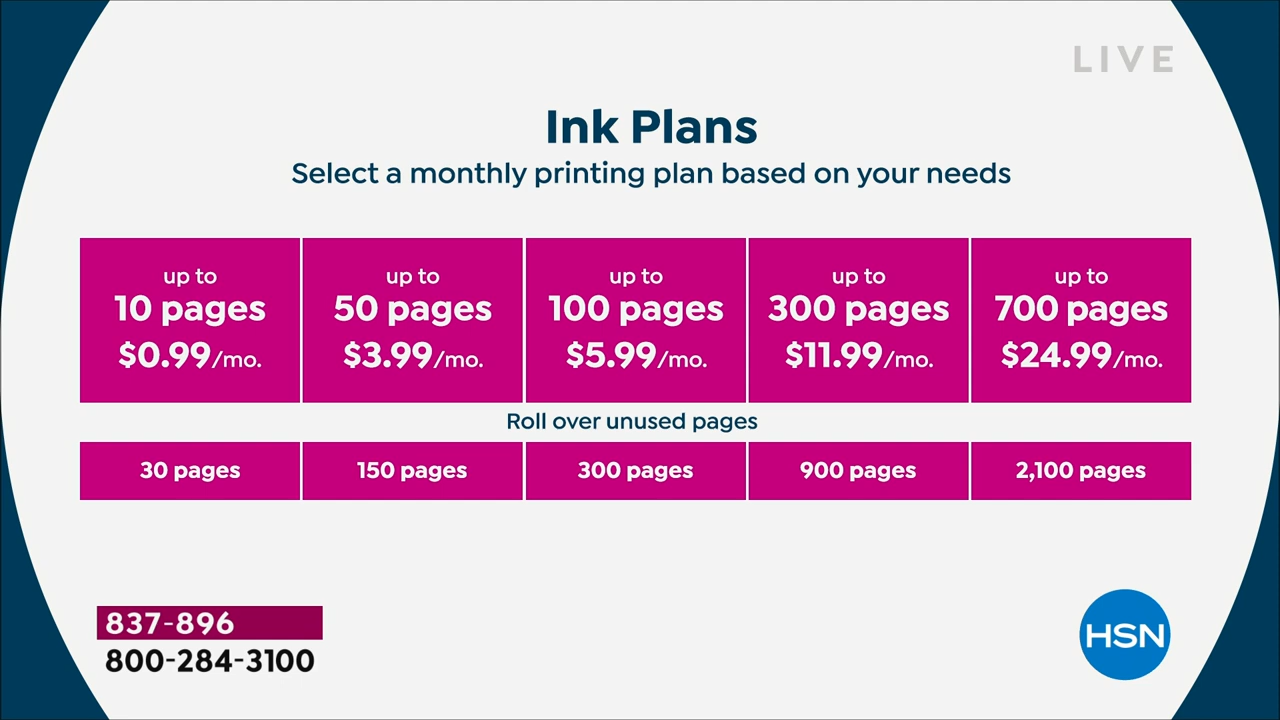 LIVE
Ink Plans
Select a monthly printing plan based on your needs
up to
10 pages
$0.99/mo.
up to
50 pages
$3.99/mo.
up to
100 pages
$5.99/mo.
up to
300 pages
$11.99/mo.
up to
700 pages
$24.99/mo.
Roll over unused pages
30 pages
150 pages
300 pages
900 pages
2,100 pages
837-896
800-284-3100
HSN